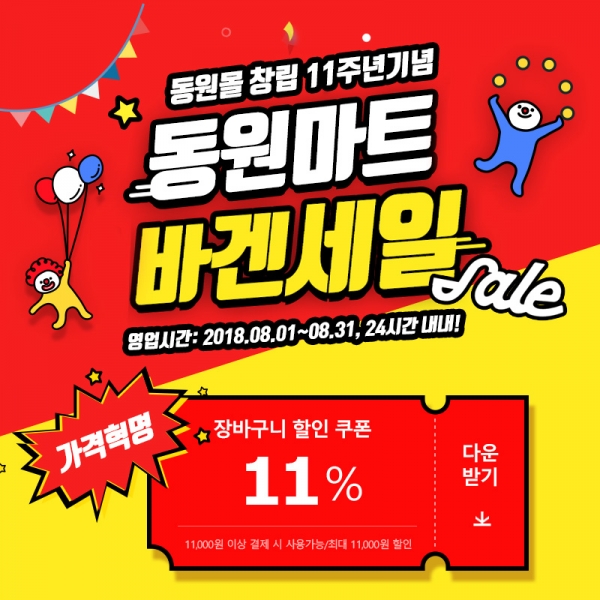 동원몰 창립 11주년기념
동원마트
바겐세일
Sale
영업시간: 2018.08.01~08.31, 24시간 내내!
가격혁명
장바구니 할인 쿠폰
11%
11,000원 이상 결제 시 사용가능/최대 11,000원 할인
다운
받기